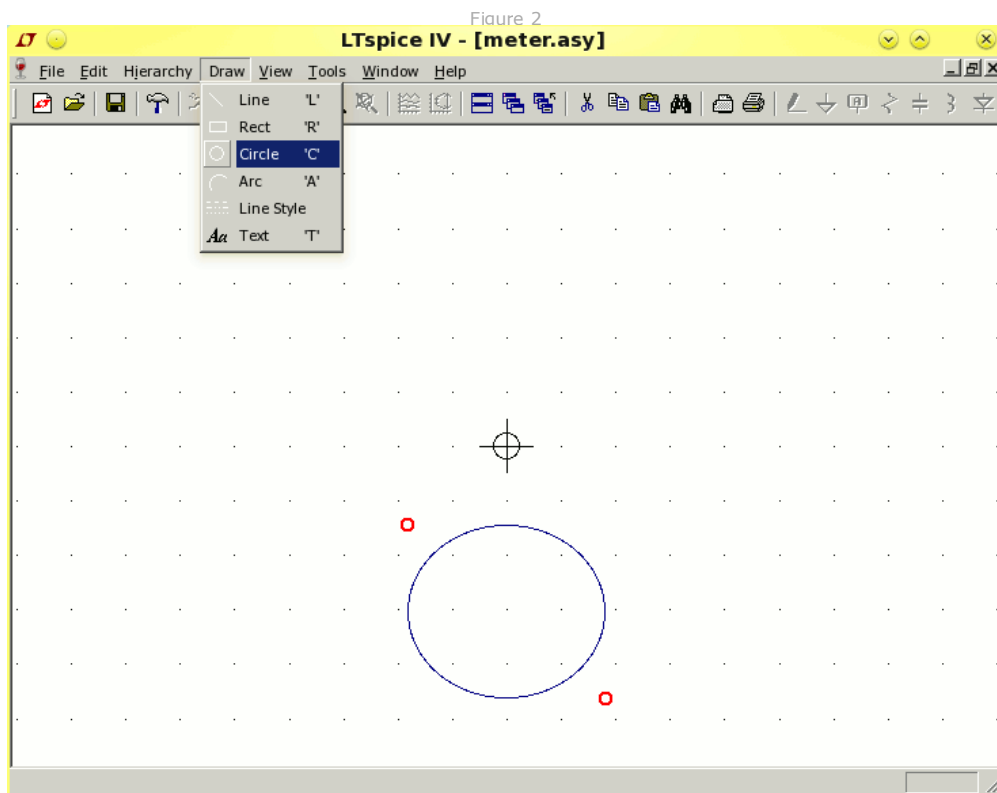 Figure 2
LTspice IV - [meter.asy]
File Edit Hierarchy Draw View Tools Window Help
Line 'L'
Rect 'R'
Circle 'C'
Arc 'A'
Line Style
Aa Text 'T'